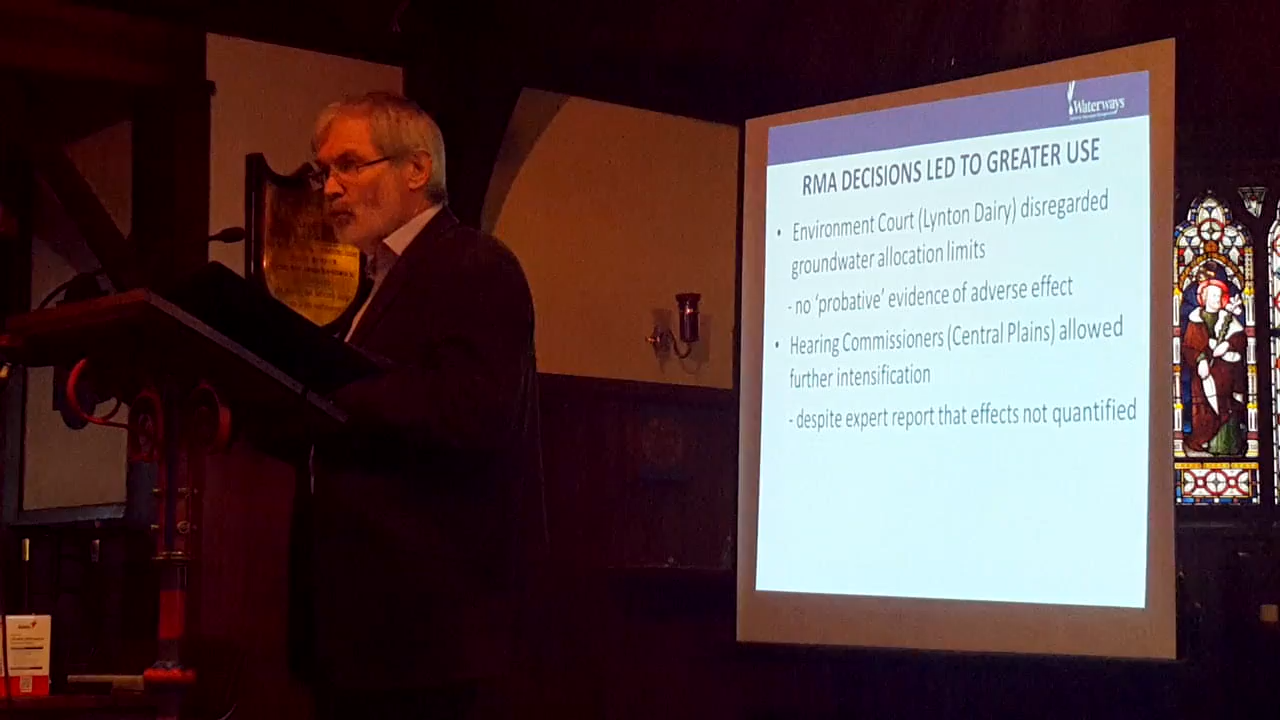 Waterways
RMA DECISIONS LED TO GREATER USE
• Environment Court (Lynton Dairy) disregarded
groundwater allocation limits
- no ‘probative’ evidence of adverse effect
• Hearing Commissioners (Central Plains) allowed
further intensification
- despite expert report that effects not quantified